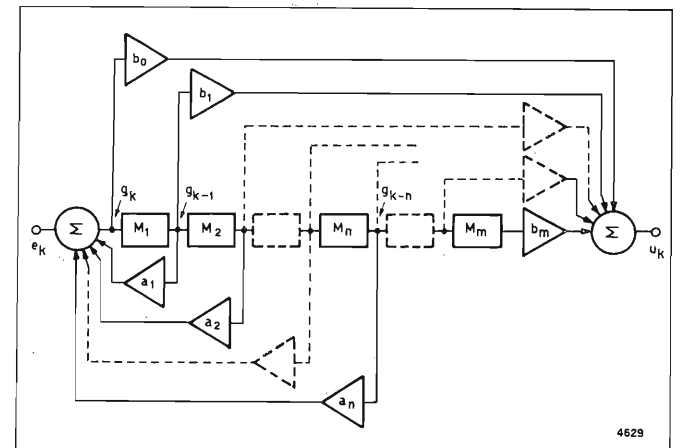 b₀
b₁
gₖ
gₖ₋₁
gₖ₋ₙ
Σ
M₁
M₂
Mₙ
Mₘ
bₘ
Σ
eₖ
uₖ
a₁
a₂
aₙ
4629